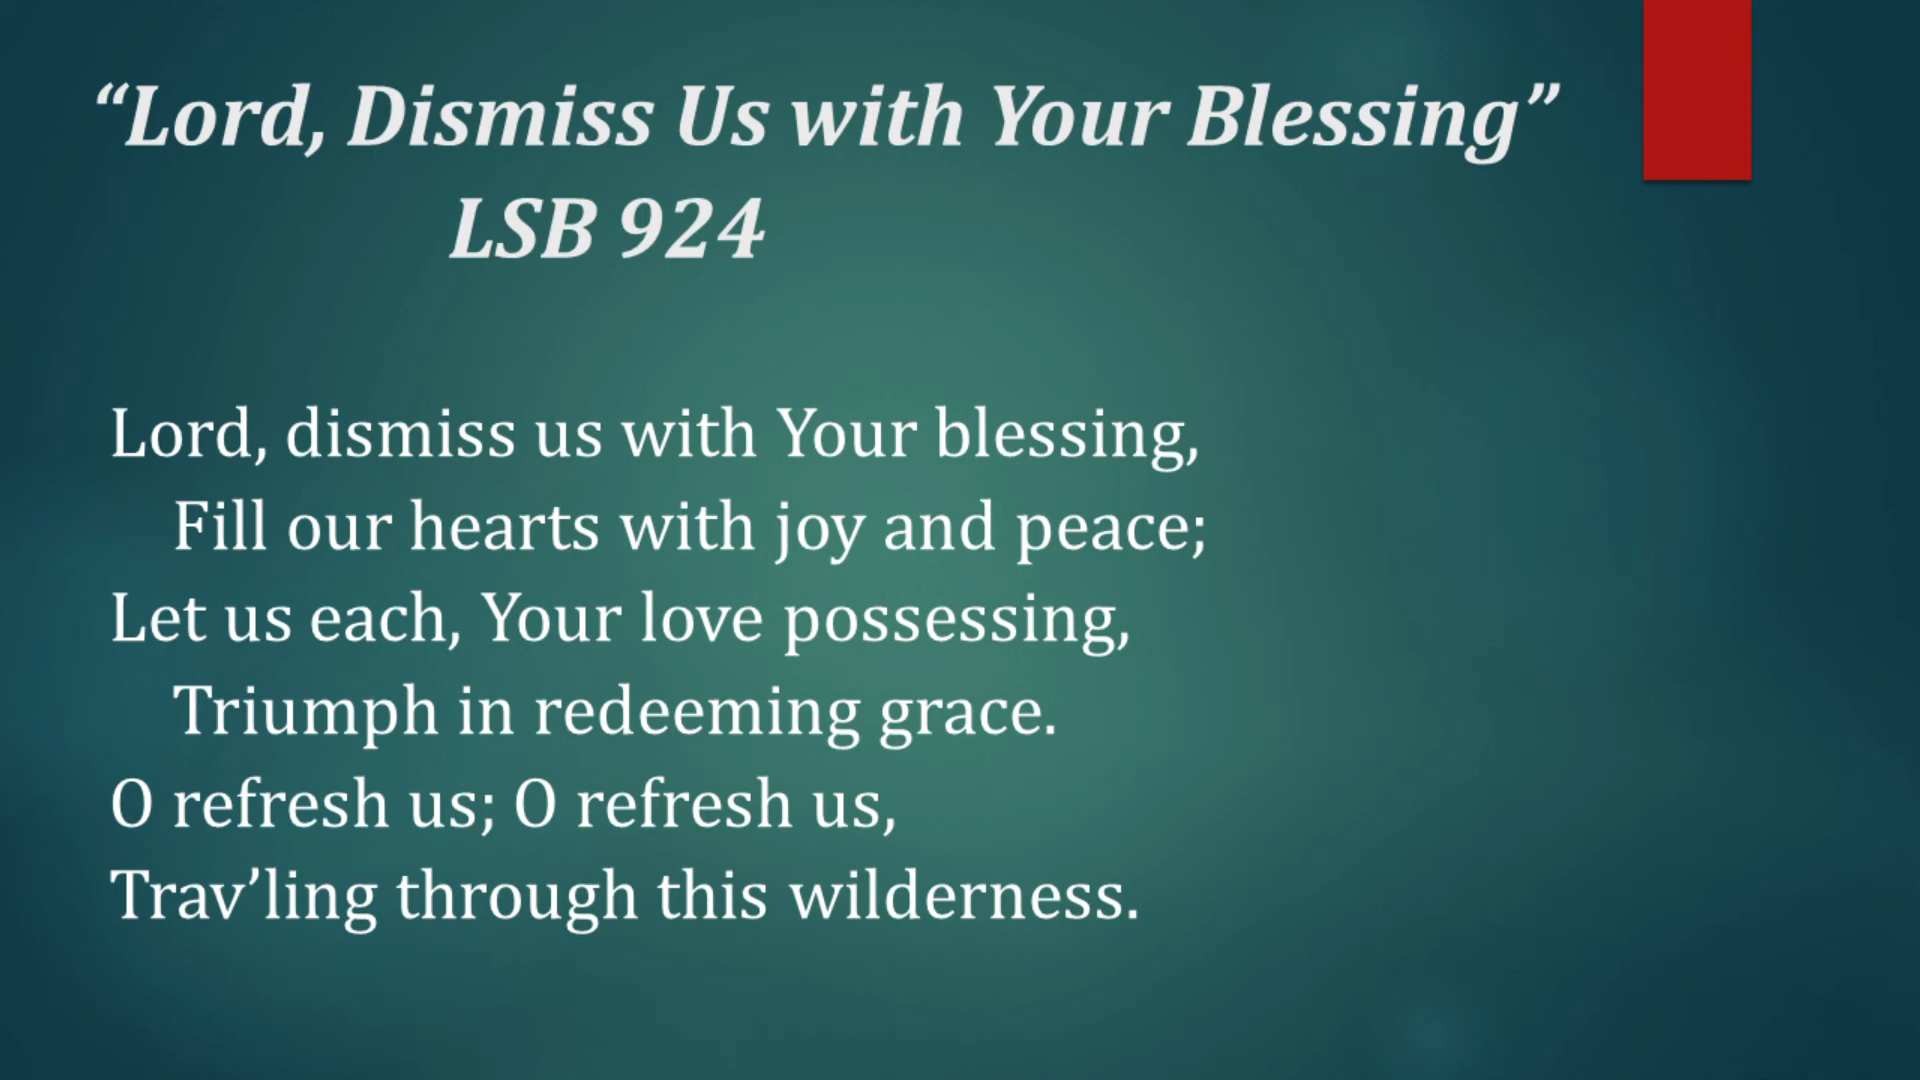 “Lord, Dismiss Us with Your Blessing”
LSB 924
Lord, dismiss us with Your blessing,
Fill our hearts with joy and peace;
Let us each, Your love possessing,
Triumph in redeeming grace.
O refresh us; O refresh us,
Trav’ling through this wilderness.